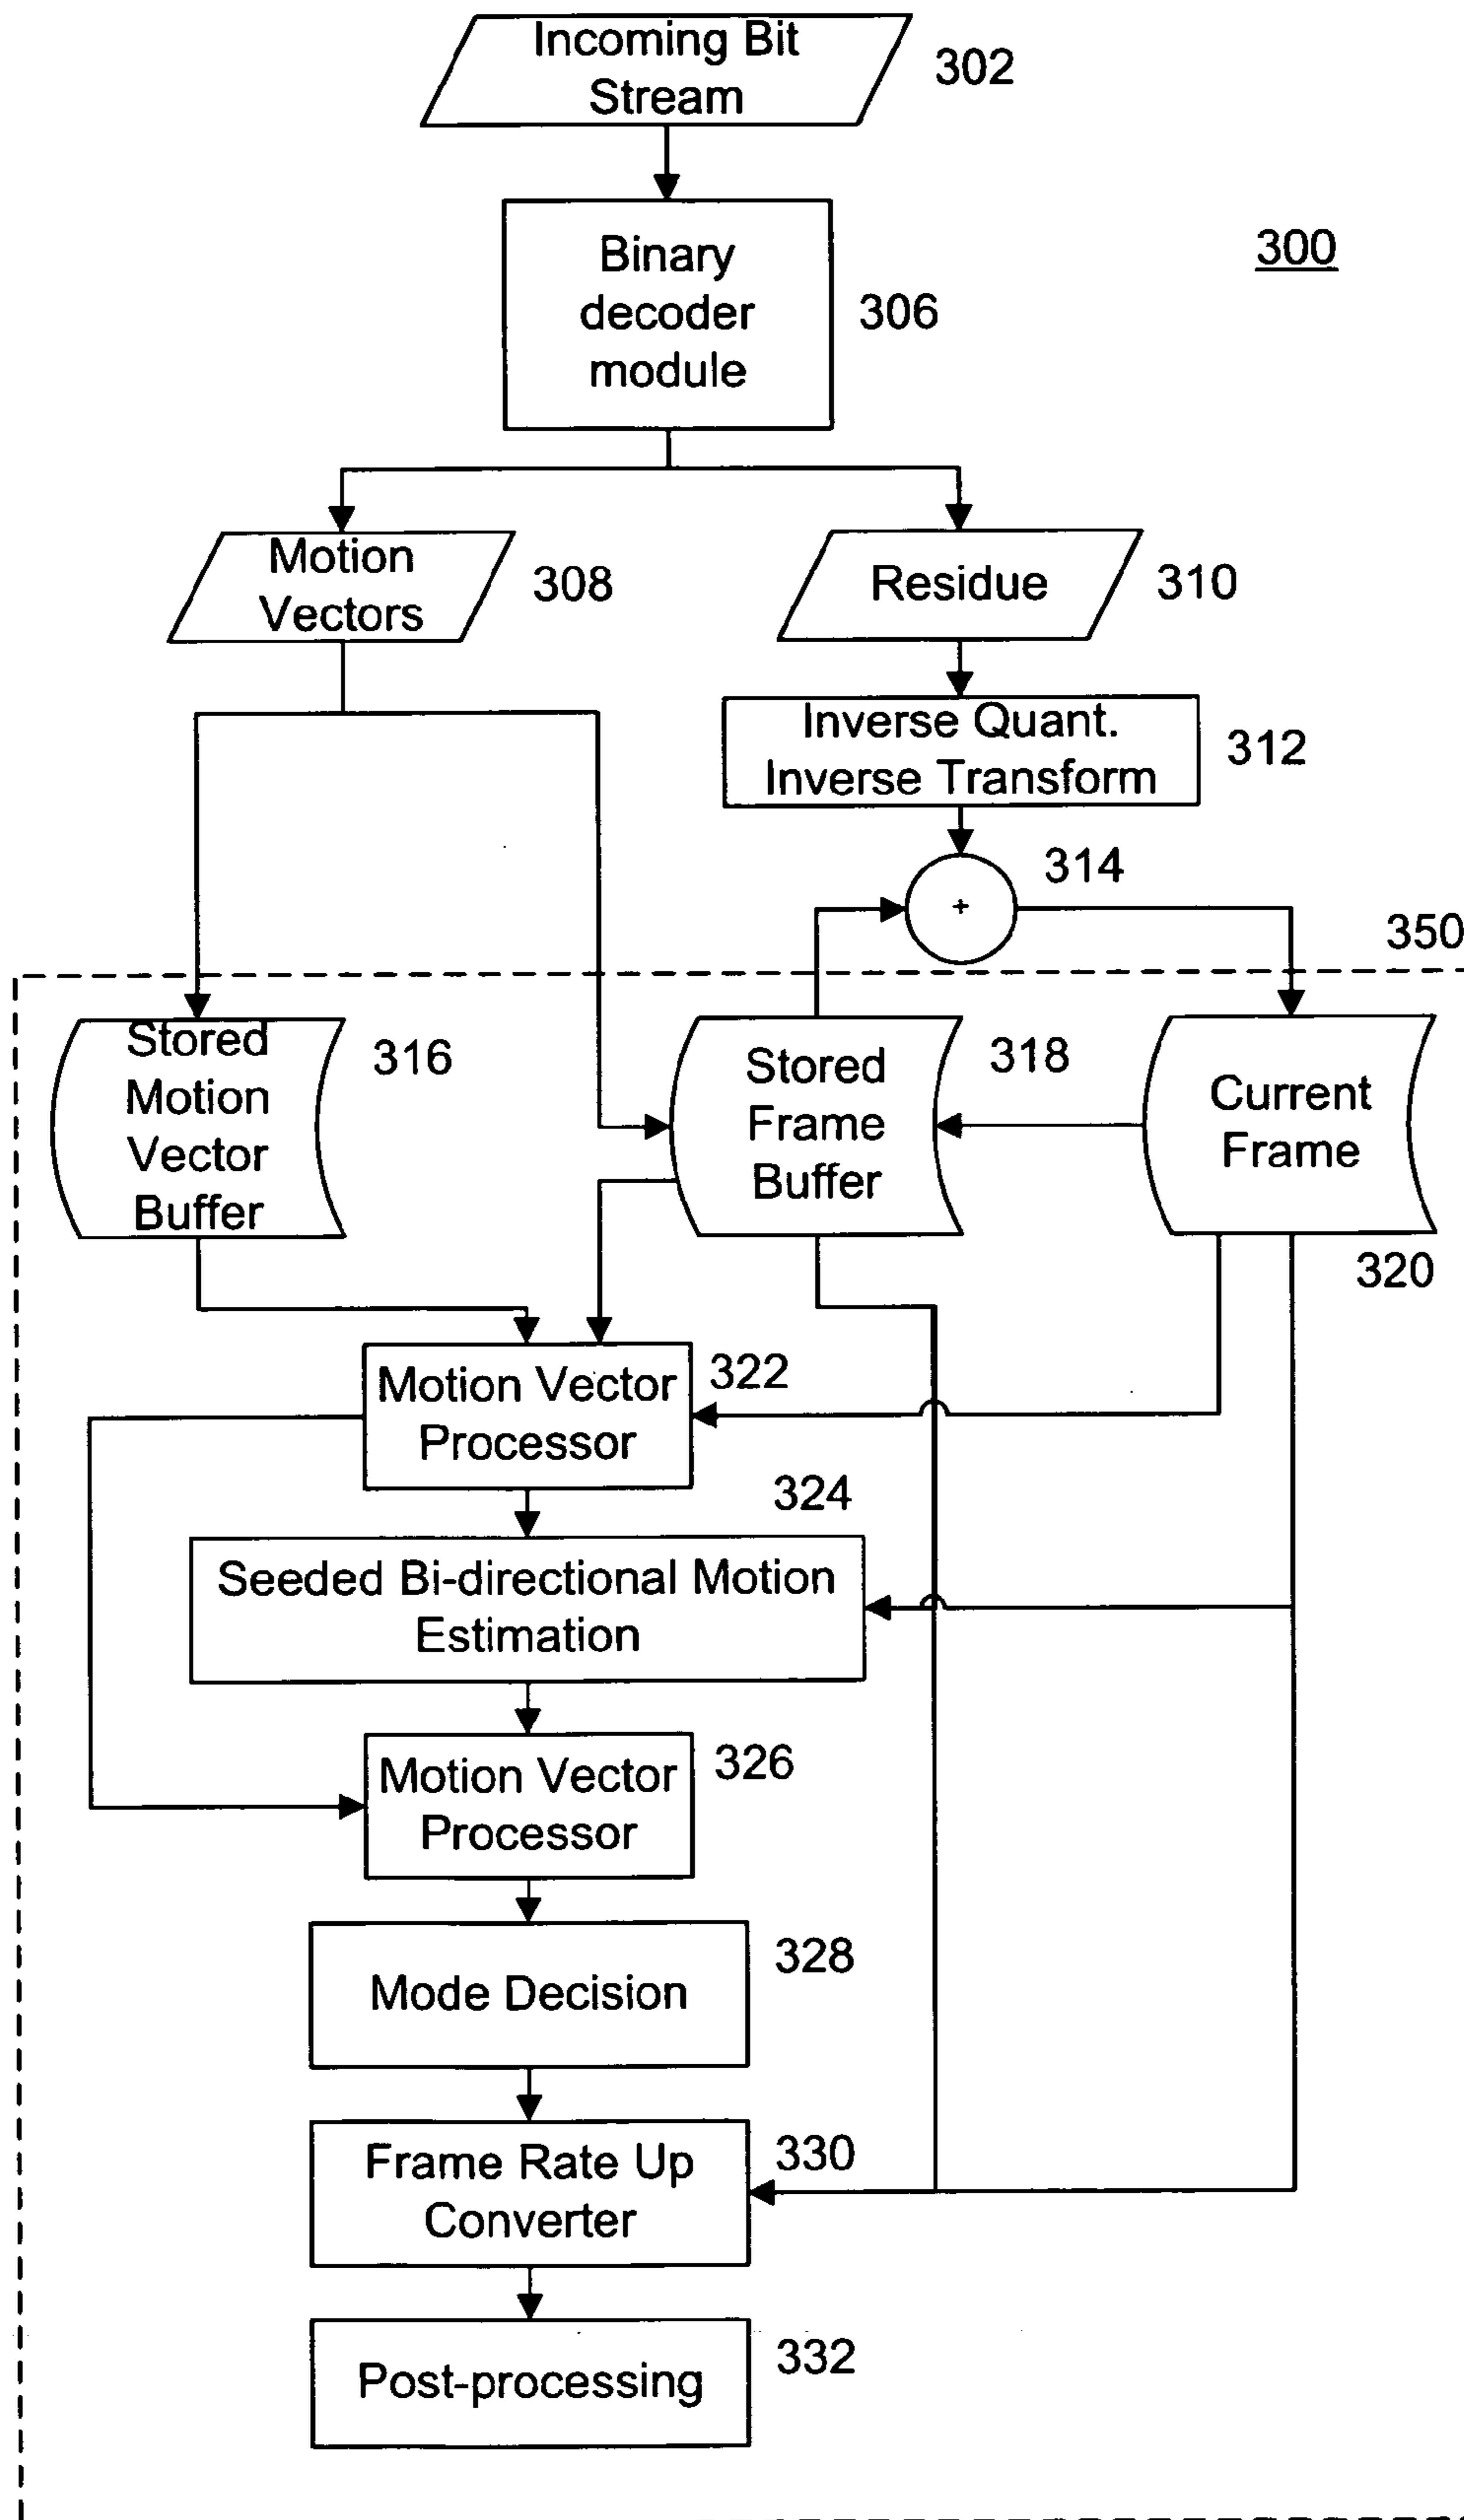 Incoming Bit
Stream
302
Binary
decoder
module
306
300
Motion
Vectors
308
Residue
310
Inverse Quant.
Inverse Transform
312
+
314
350
Stored
Motion
Vector
Buffer
316
Stored
Frame
Buffer
318
Current
Frame
320
Motion Vector
Processor
322
324
Seeded Bi-directional Motion
Estimation
Motion Vector
Processor
326
Mode Decision
328
Frame Rate Up
Converter
330
Post-processing
332